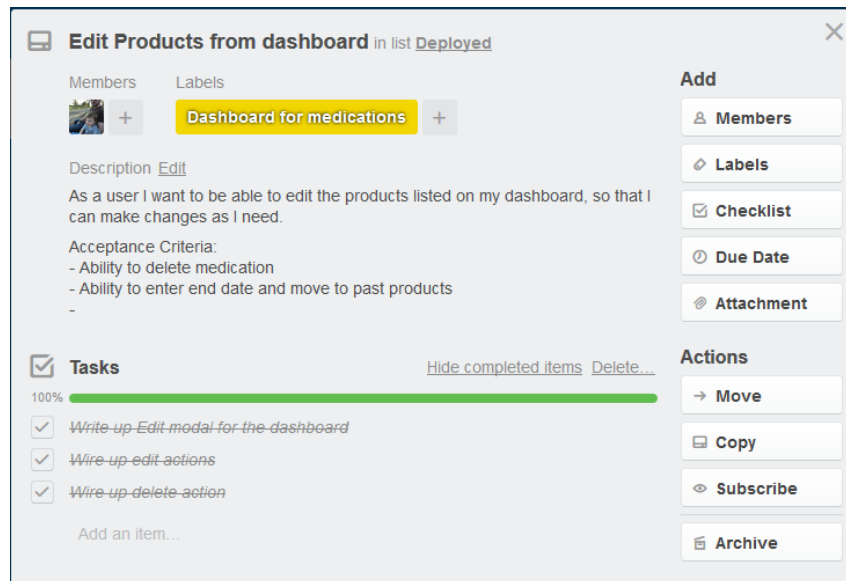 Edit Products from dashboard in list Deployed
Members Labels
+ Dashboard for medications +
Description Edit
As a user I want to be able to edit the products listed on my dashboard, so that I
can make changes as I need.
Acceptance Criteria:
- Ability to delete medication
- Ability to enter end date and move to past products
-
Tasks Hide completed items Delete...
100%
Write up Edit modal for the dashboard
Wire up edit actions
Wire up delete action
Add an item...
Add
Members
Labels
Checklist
Due Date
Attachment
Actions
Move
Copy
Subscribe
Archive